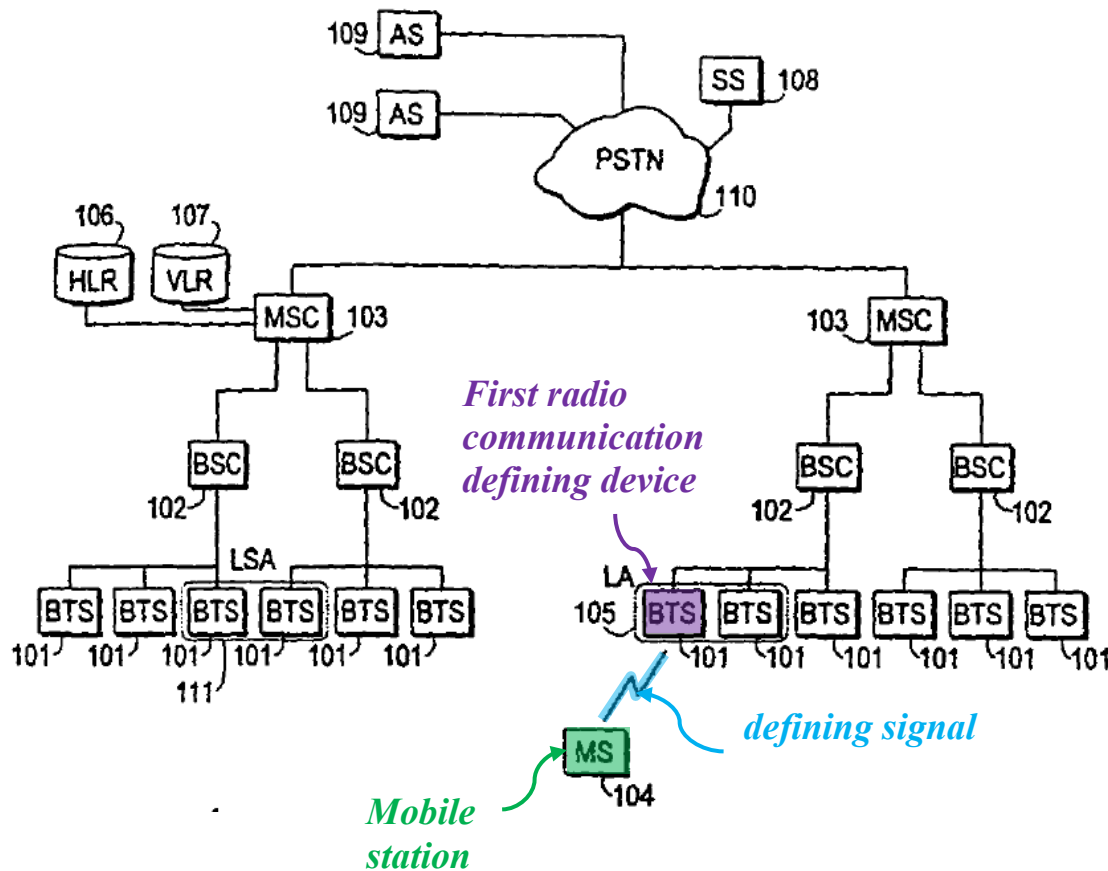 109 AS
SS 108
109 AS
PSTN
110
106 107
HLR VLR
MSC 103
103 MSC
First radio
communication
defining device
BSC BSC
102 102
BSC BSC
102 102
LSA
LA
BTS BTS BTS BTS BTS BTS
105 BTS BTS BTS BTS BTS BTS
101 101 101 101 101 101
101 101 101 101 101 101
111
defining signal
MS
104
Mobile
station